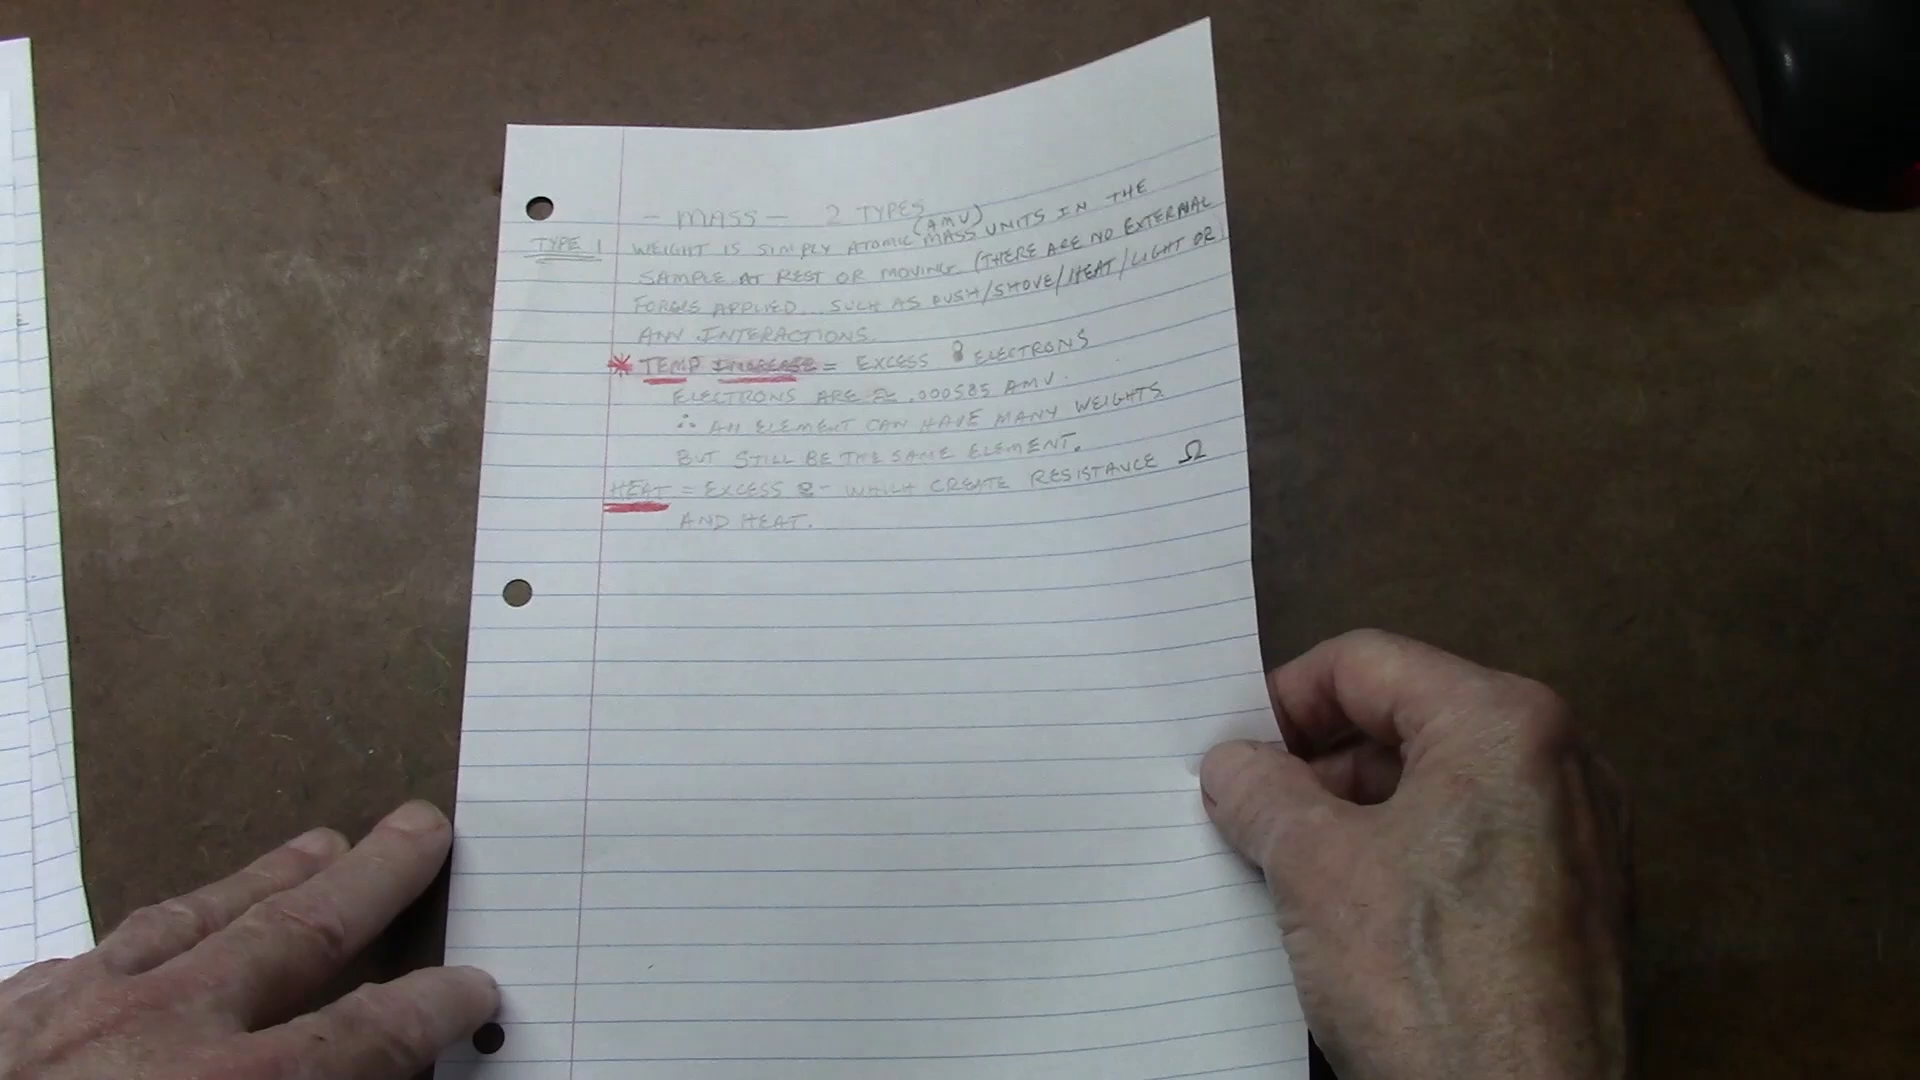 - MASS - 2 TYPES
(AMU)
TYPE 1 WEIGHT IS SIMPLY ATOMIC MASS UNITS IN THE
SAMPLE AT REST OR MOVING. (THERE ARE NO EXTERNAL
FORCES APPLIED... SUCH AS PUSH/SHOVE/HEAT/LIGHT OR
ANY INTERACTIONS.
* TEMP INCREASE = EXCESS ELECTRONS
ELECTRONS ARE ≈ .000585 AMU.
∴ AN ELEMENT CAN HAVE MANY WEIGHTS
BUT STILL BE THE SAME ELEMENT.
HEAT = EXCESS e- WHICH CREATE RESISTANCE Ω
AND HEAT.